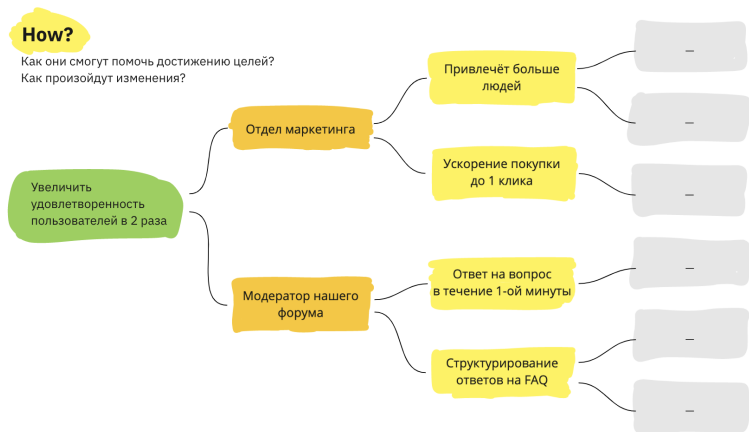 How?
Как они смогут помочь достижению целей?
Как произойдут изменения?
Увеличить
удовлетворенность
пользователей в 2 раза
Отдел маркетинга
Модератор нашего
форума
Привлечёт больше
людей
Ускорение покупки
до 1 клика
Ответ на вопрос
в течение 1-ой минуты
Структурирование
ответов на FAQ
—
—
—
—
—
—